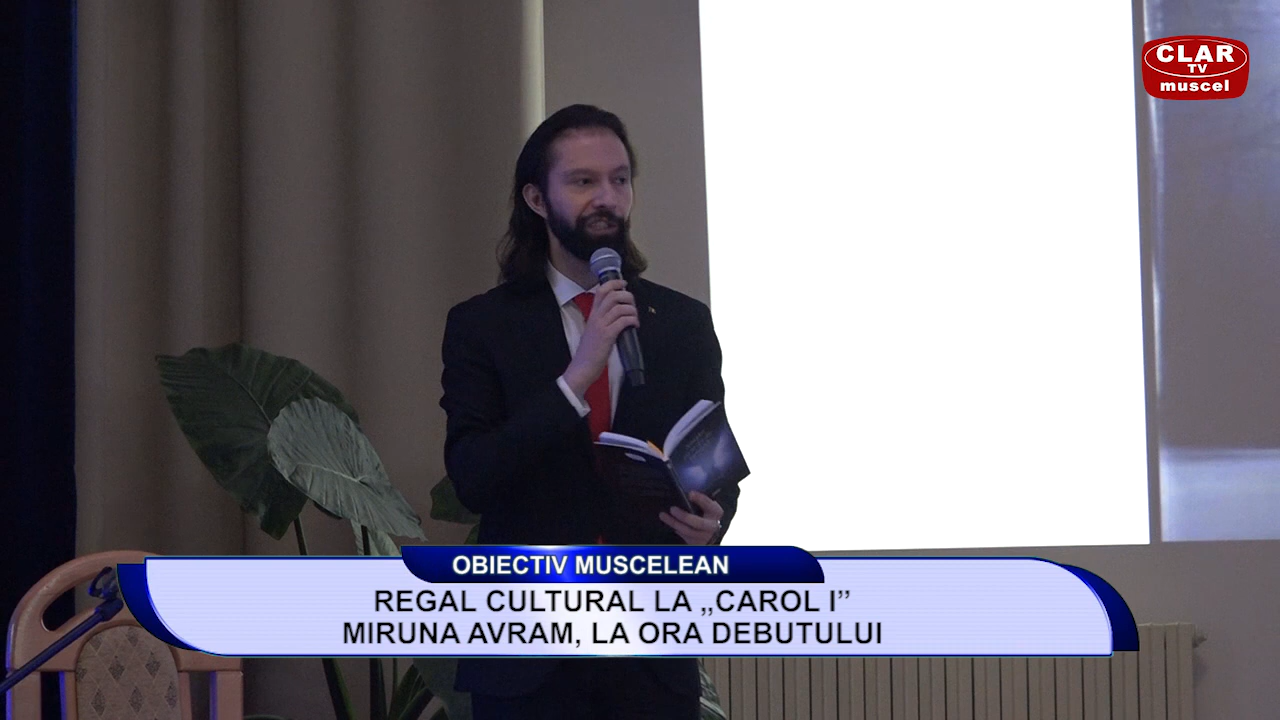 CLAR
TV
muscel
OBIECTIV MUSCELEAN
REGAL CULTURAL LA „CAROL I”
MIRUNA AVRAM, LA ORA DEBUTULUI